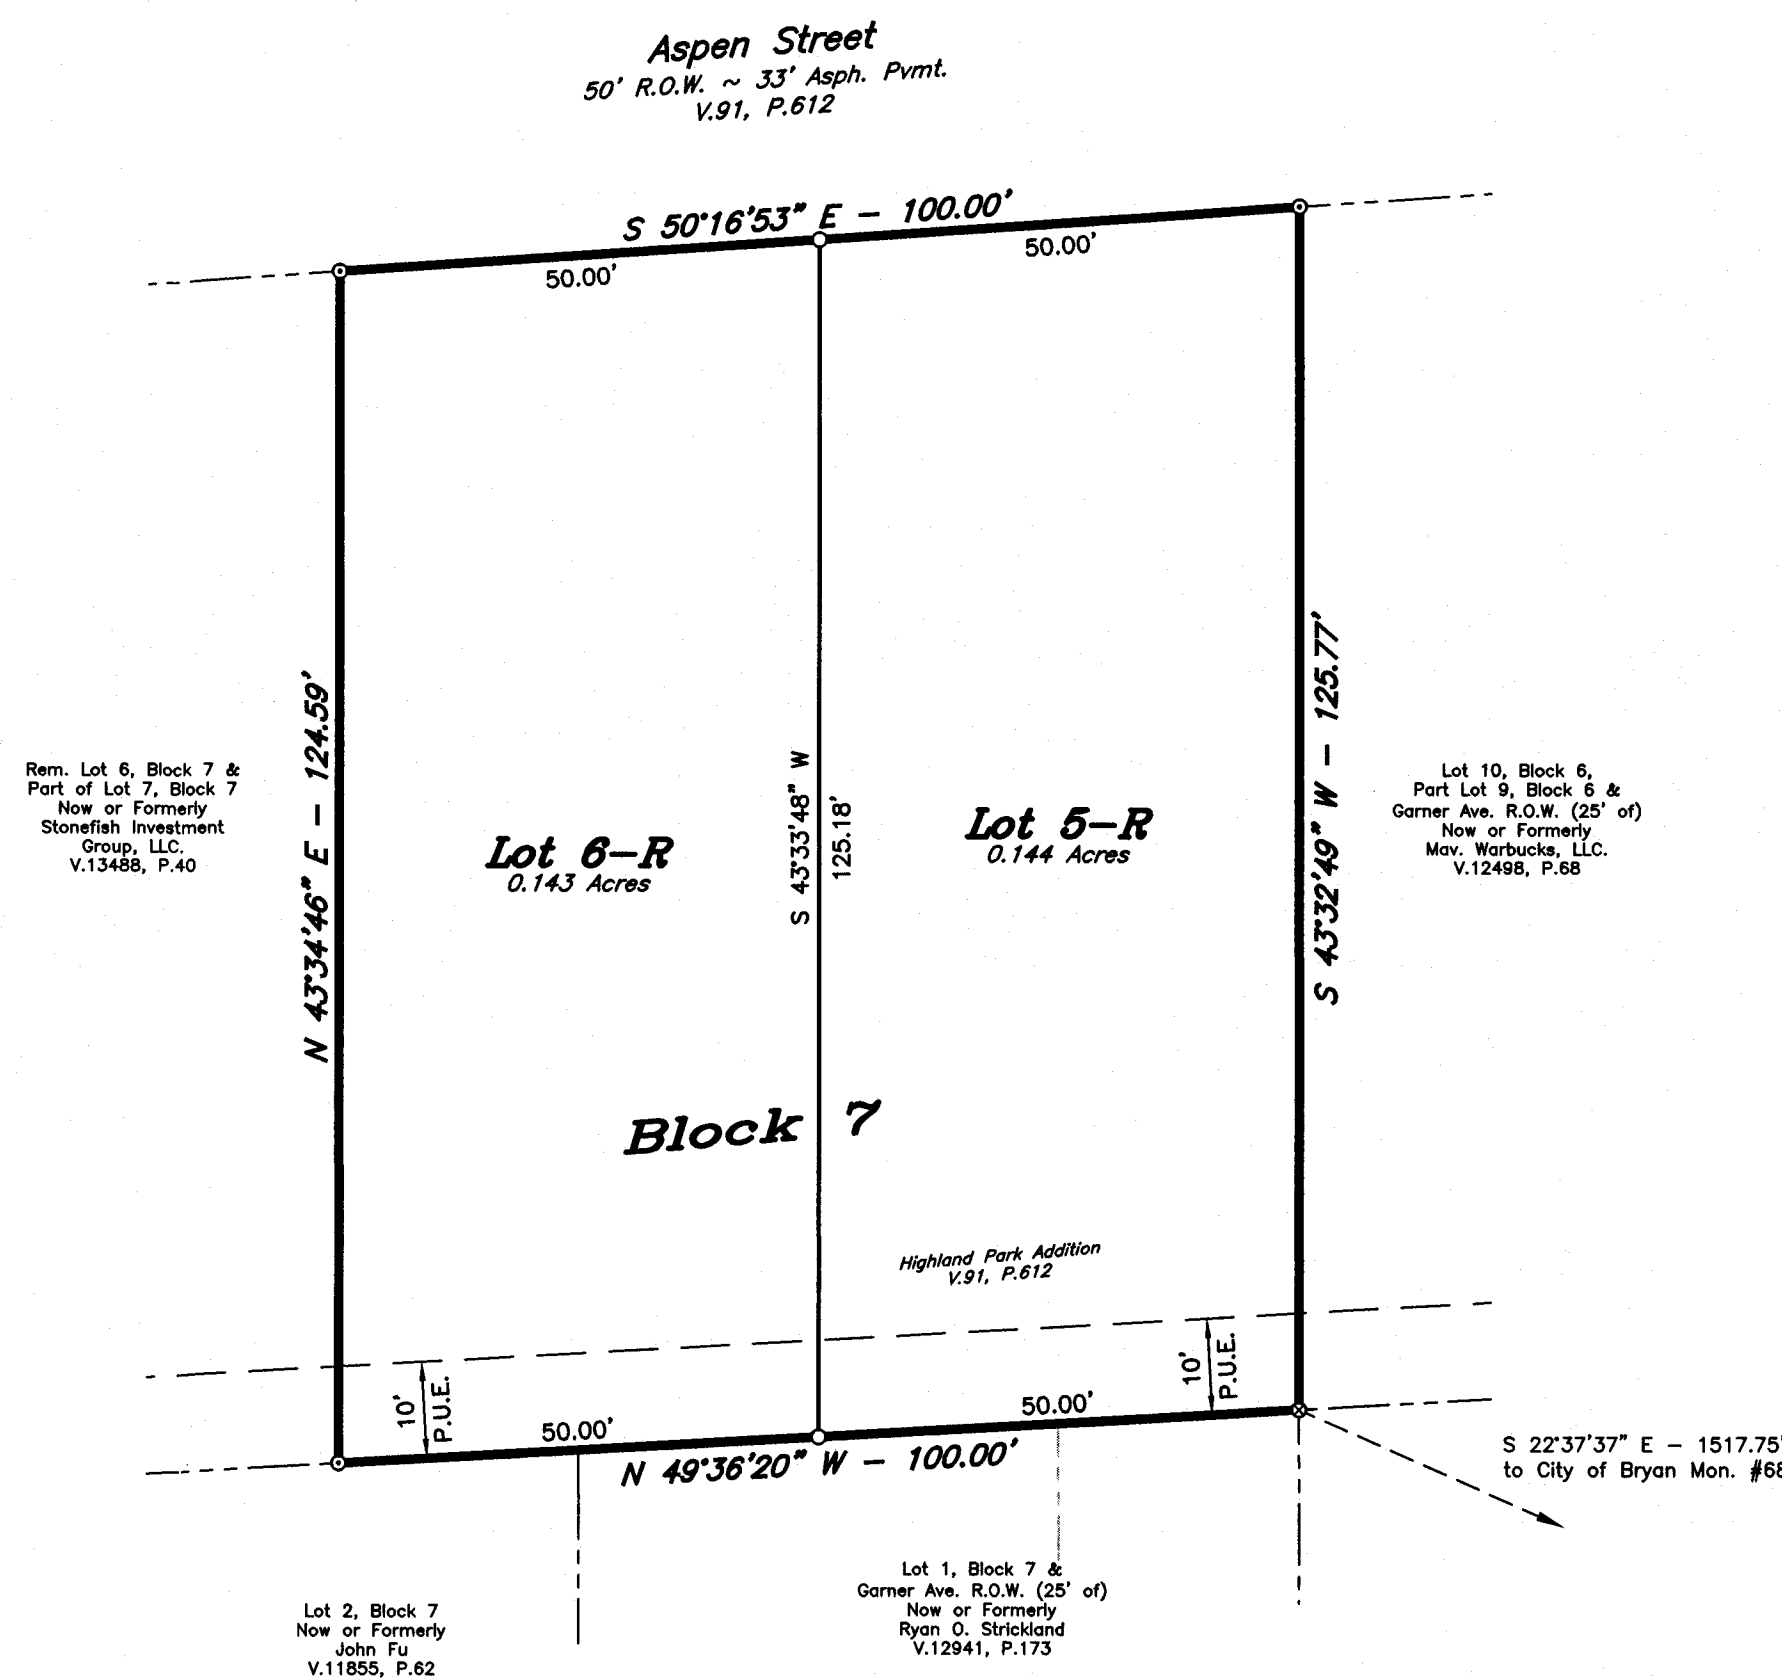 Aspen Street
50' R.O.W. ~ 33' Asph. Pvmt.
V.91, P.612
S 50°16'53" E – 100.00'
50.00'
50.00'
N 43°34'46" E – 124.59'
S 43°33'48" W
125.18'
S 43°32'49" W – 125.77'
Rem. Lot 6, Block 7 &
Part of Lot 7, Block 7
Now or Formerly
Stonefish Investment
Group, LLC.
V.13488, P.40
Lot 6–R
0.143 Acres
Lot 5–R
0.144 Acres
Lot 10, Block 6,
Part Lot 9, Block 6 &
Garner Ave. R.O.W. (25' of)
Now or Formerly
Mav. Warbucks, LLC.
V.12498, P.68
Block 7
Highland Park Addition
V.91, P.612
10'
P.U.E.
10'
P.U.E.
50.00'
50.00'
N 49°36'20" W – 100.00'
S 22°37'37" E – 1517.75'
to City of Bryan Mon. #68
Lot 1, Block 7 &
Garner Ave. R.O.W. (25' of)
Now or Formerly
Ryan O. Strickland
V.12941, P.173
Lot 2, Block 7
Now or Formerly
John Fu
V.11855, P.62